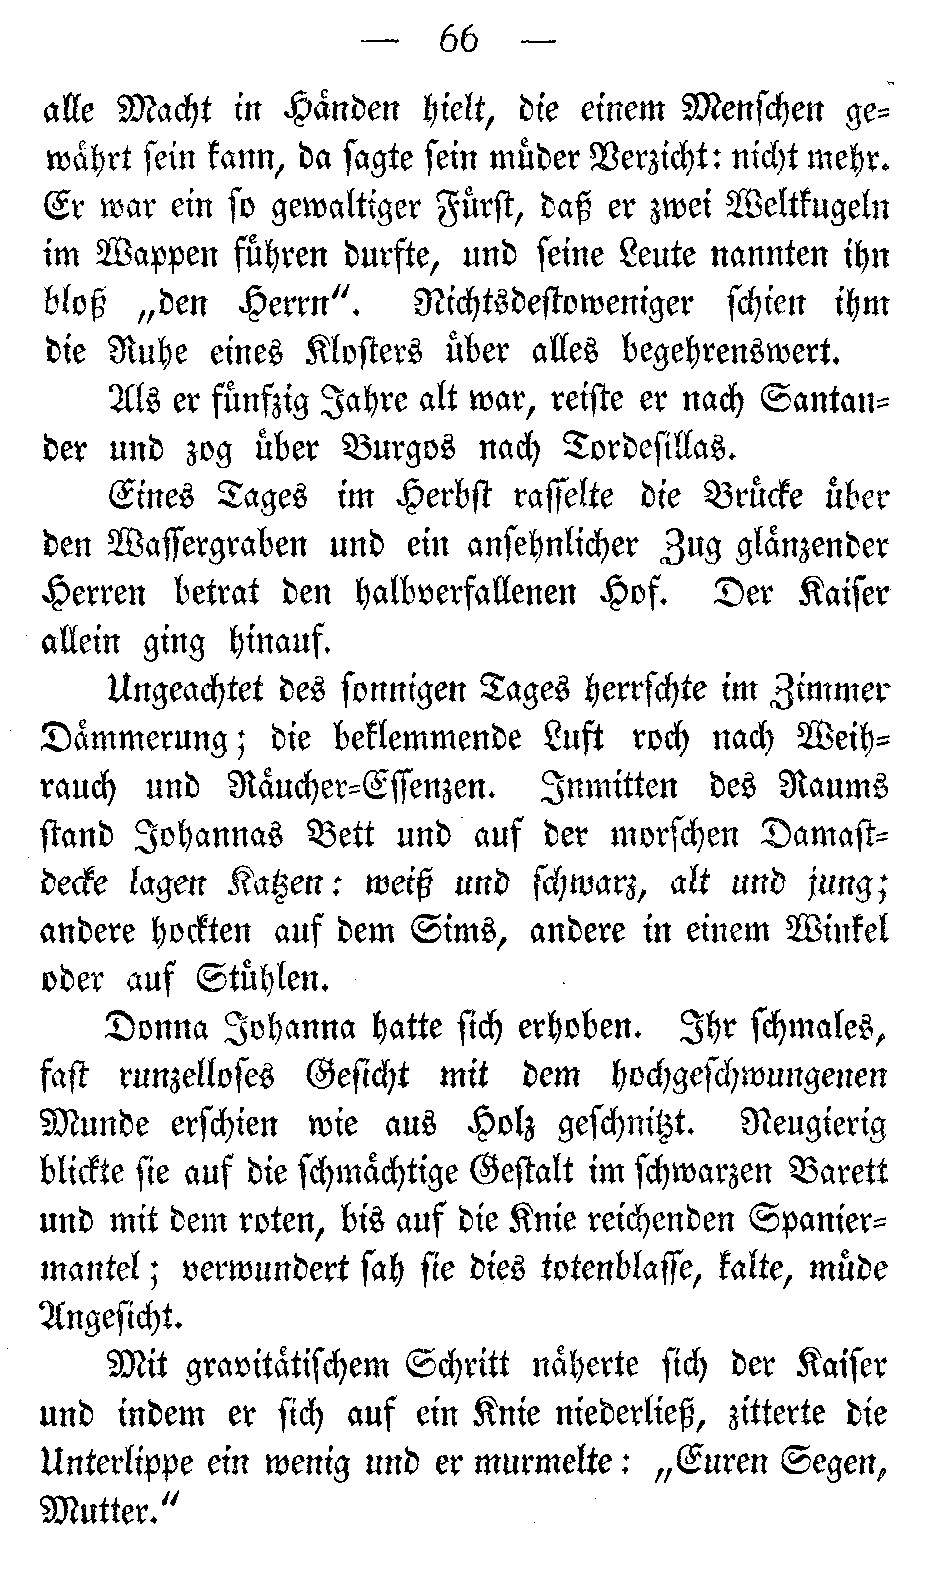 — 66 —
alle Macht in Händen hielt, die einem Menschen ge-
währt sein kann, da sagte sein müder Verzicht: nicht mehr.
Er war ein so gewaltiger Fürst, daß er zwei Weltkugeln
im Wappen führen durfte, und seine Leute nannten ihn
bloß „den Herrn“. Nichtsdestoweniger schien ihm
die Ruhe eines Klosters über alles begehrenswert.
Als er fünfzig Jahre alt war, reiste er nach Santan-
der und zog über Burgos nach Tordesillas.
Eines Tages im Herbst rasselte die Brücke über
den Wassergraben und ein ansehnlicher Zug glänzender
Herren betrat den halbverfallenen Hof. Der Kaiser
allein ging hinauf.
Ungeachtet des sonnigen Tages herrschte im Zimmer
Dämmerung; die beklemmende Luft roch nach Weih-
rauch und Räucher-Essenzen. Inmitten des Raums
stand Johannas Bett und auf der morschen Damast-
decke lagen Katzen: weiß und schwarz, alt und jung;
andere hockten auf dem Sims, andere in einem Winkel
oder auf Stühlen.
Donna Johanna hatte sich erhoben. Ihr schmales,
fast runzelloses Gesicht mit dem hochgeschwungenen
Munde erschien wie aus Holz geschnitzt. Neugierig
blickte sie auf die schmächtige Gestalt im schwarzen Barett
und mit dem roten, bis auf die Knie reichenden Spanier-
mantel; verwundert sah sie dies totenblasse, kalte, müde
Angesicht.
Mit gravitätischem Schritt näherte sich der Kaiser
und indem er sich auf ein Knie niederließ, zitterte die
Unterlippe ein wenig und er murmelte: „Euren Segen,
Mutter.“